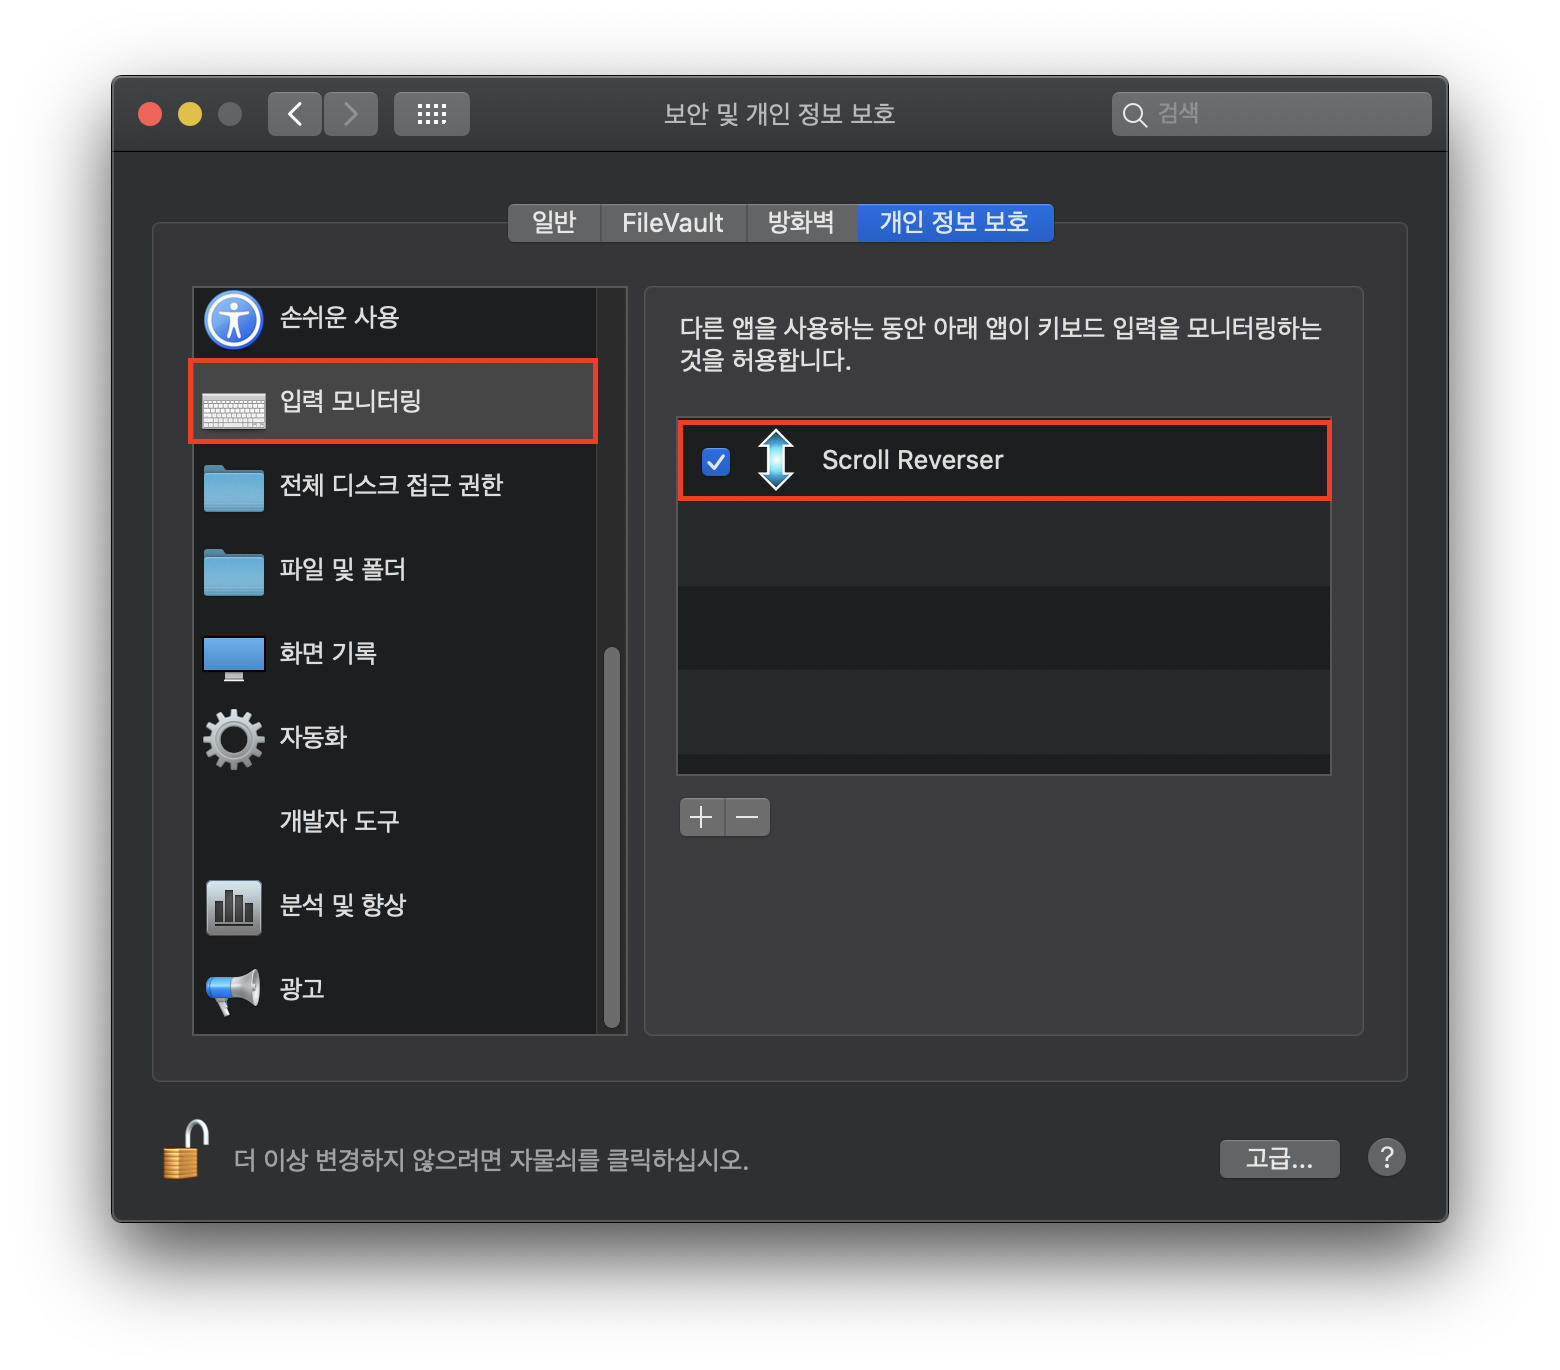 보안 및 개인 정보 보호
검색
일반
FileVault
방화벽
개인 정보 보호
손쉬운 사용
입력 모니터링
전체 디스크 접근 권한
파일 및 폴더
화면 기록
자동화
개발자 도구
분석 및 향상
광고
다른 앱을 사용하는 동안 아래 앱이 키보드 입력을 모니터링하는
것을 허용합니다.
Scroll Reverser
더 이상 변경하지 않으려면 자물쇠를 클릭하십시오.
고급...
?